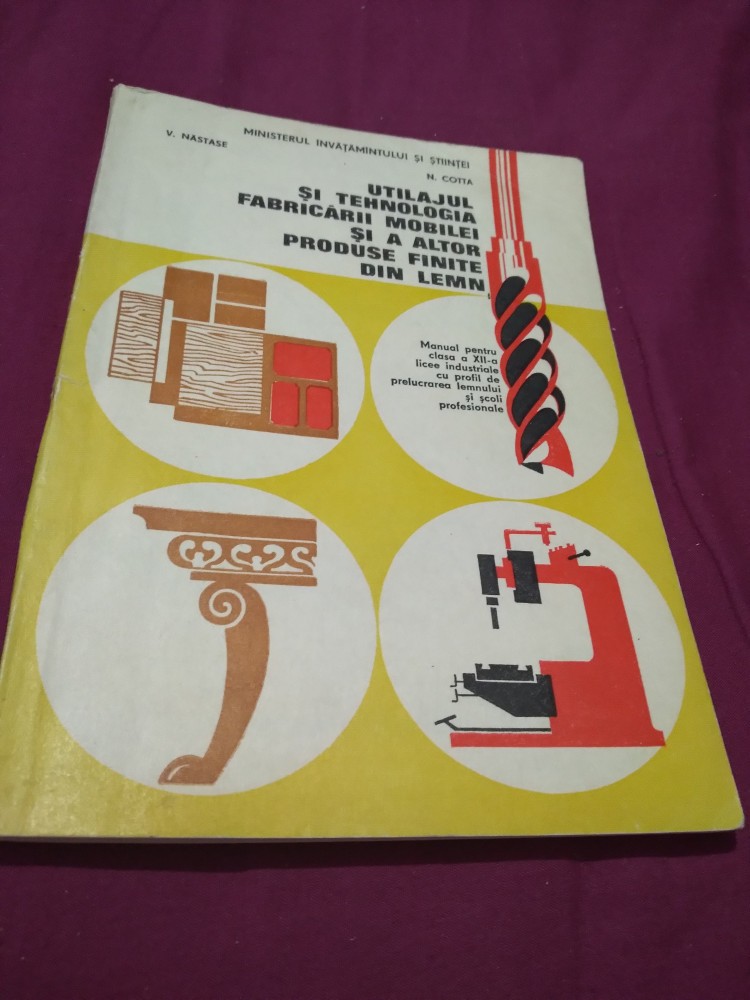 MINISTERUL INVĂȚAMÎNTULUI ȘI ȘTIINȚEI
V. NASTASE
N. COTTA
UTILAJUL
ȘI TEHNOLOGIA
FABRICĂRII MOBILEI
ȘI A ALTOR
PRODUSE FINITE
DIN LEMN
Manual pentru
clasa a XII-a
licee industriale
cu profil de
prelucrarea lemnului
și școli
profesionale